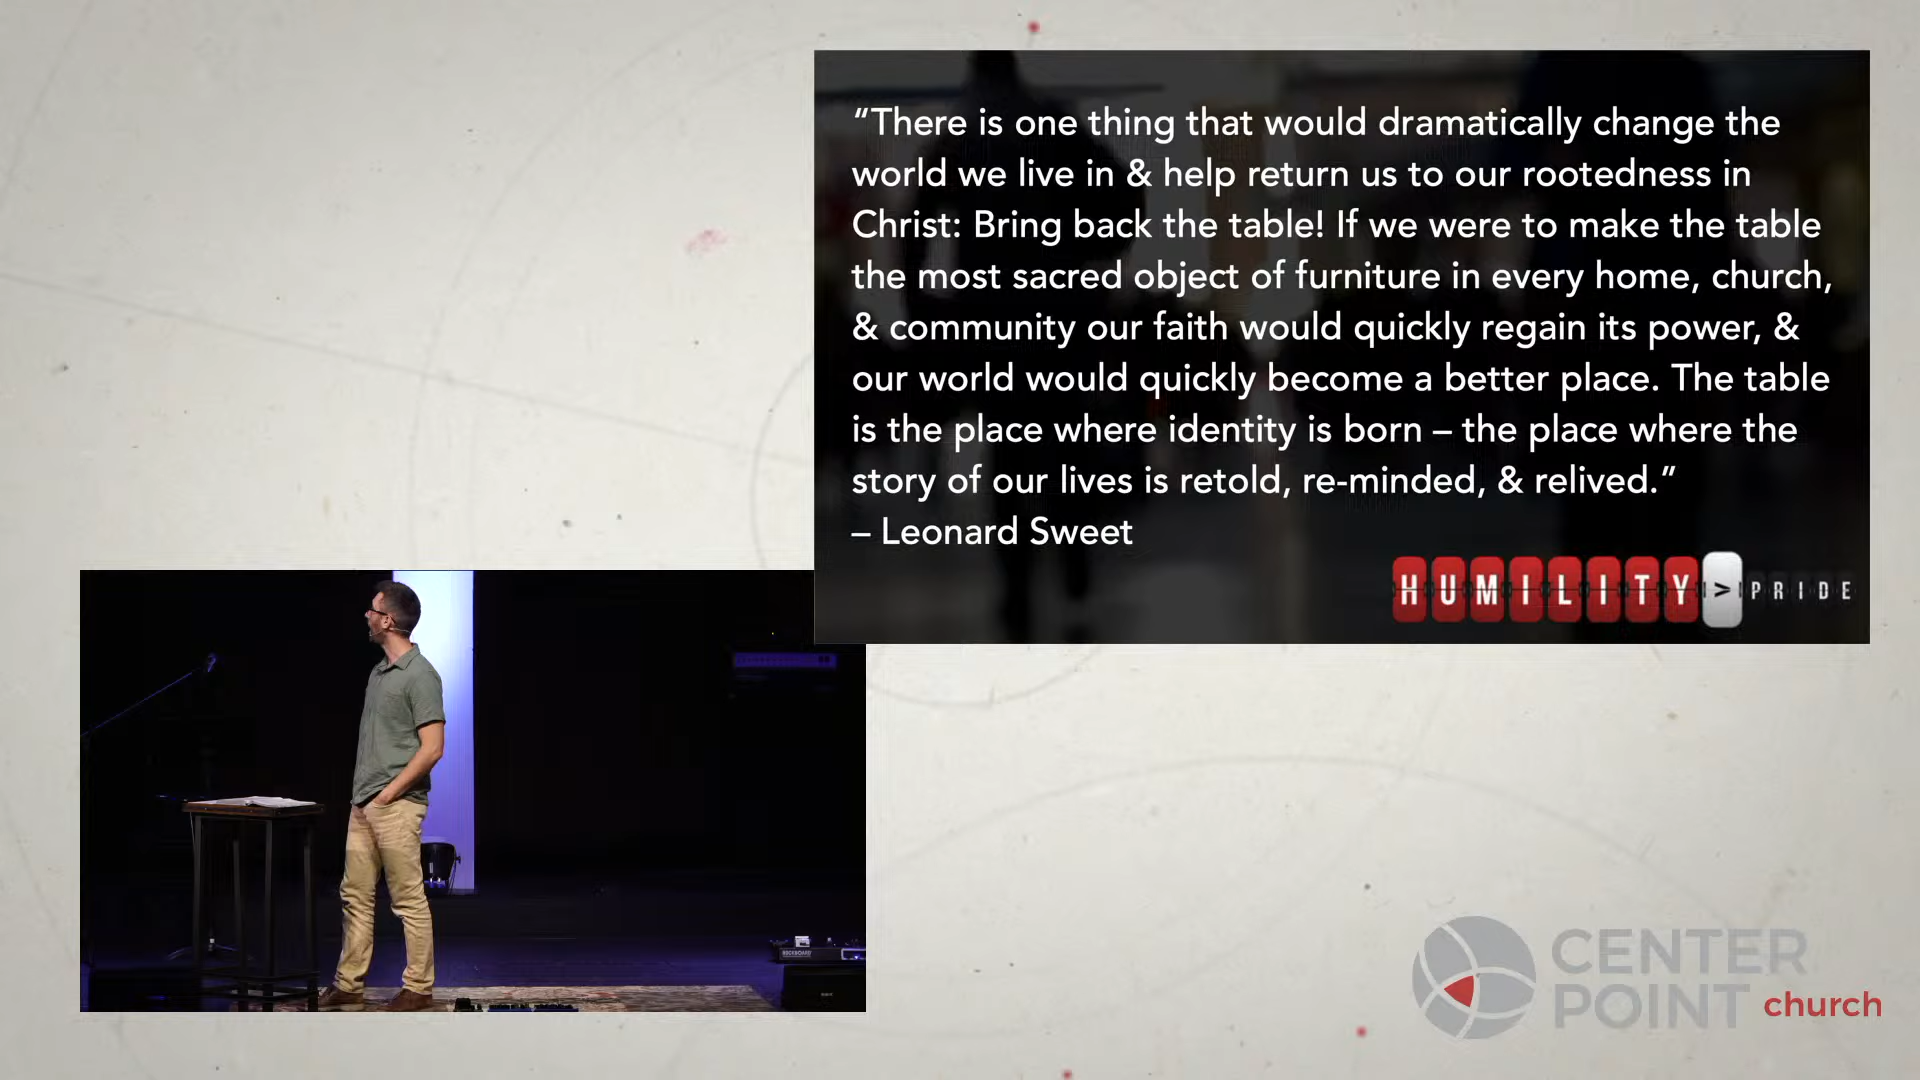 “There is one thing that would dramatically change the
world we live in & help return us to our rootedness in
Christ: Bring back the table! If we were to make the table
the most sacred object of furniture in every home, church,
& community our faith would quickly regain its power, &
our world would quickly become a better place. The table
is the place where identity is born – the place where the
story of our lives is retold, re-minded, & relived.”
– Leonard Sweet
HUMILITY > PRIDE
CENTER
POINT church